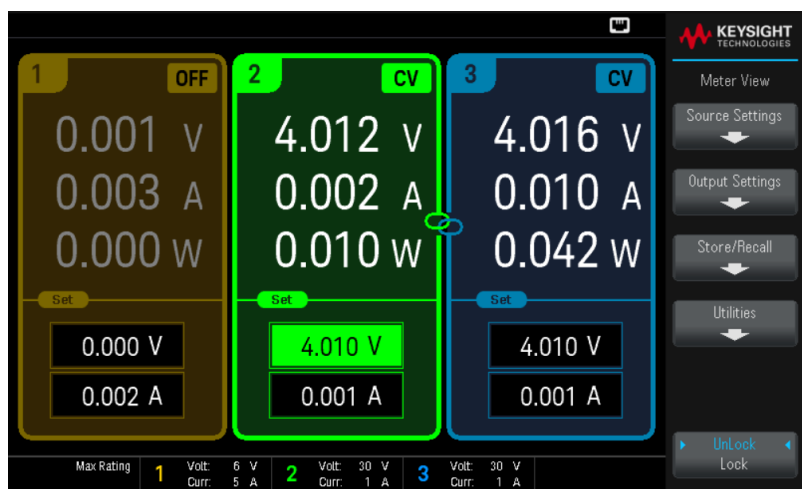 KEYSIGHT
TECHNOLOGIES
Meter View
Source Settings
Output Settings
Store/Recall
Utilities
UnLock
Lock
1 OFF
0.001 V
0.003 A
0.000 W
Set
0.000 V
0.002 A
2 CV
4.012 V
0.002 A
0.010 W
Set
4.010 V
0.001 A
3 CV
4.016 V
0.010 A
0.042 W
Set
4.010 V
0.001 A
Max Rating
1 Volt: 6 V
Curr: 5 A
2 Volt: 30 V
Curr: 1 A
3 Volt: 30 V
Curr: 1 A